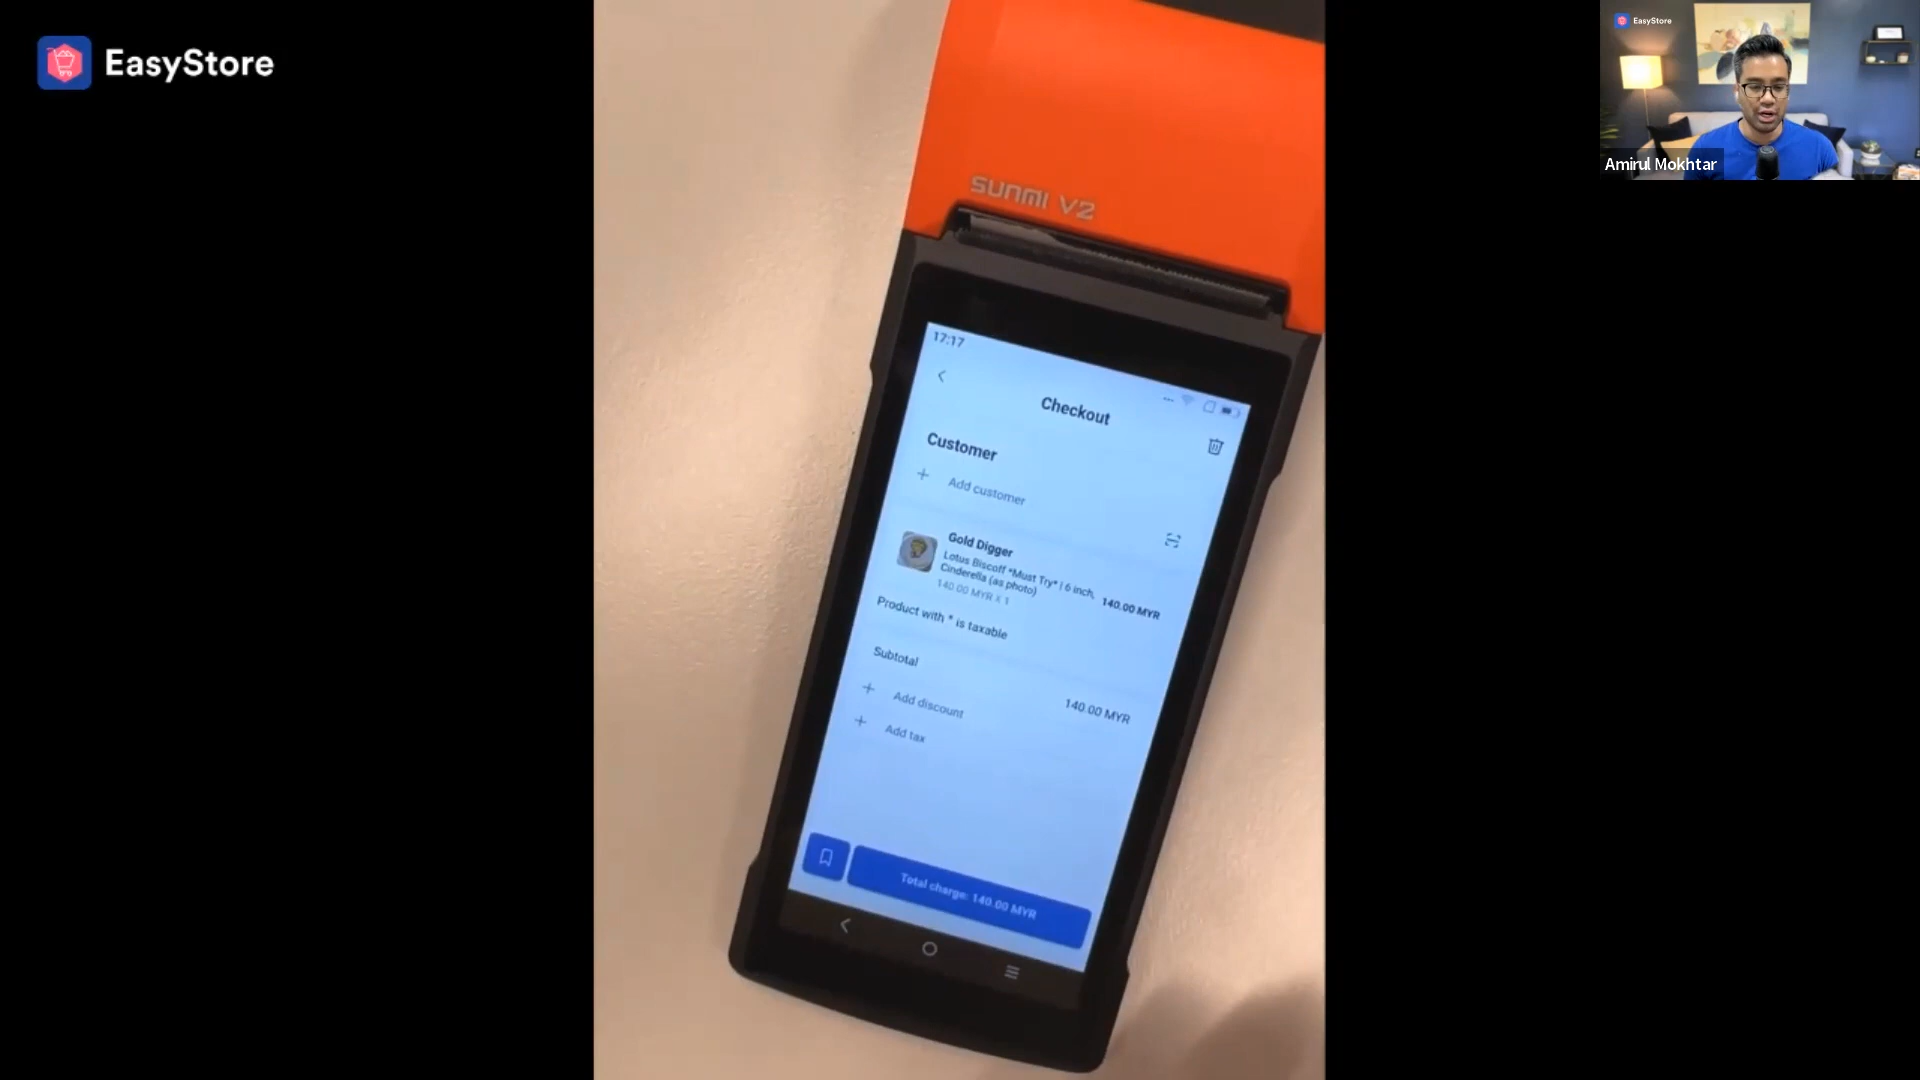 EasyStore
EasyStore
Amirul Mokhtar
SUNMI V2
17:17
Checkout
Customer
+ Add customer
Gold Digger
Lotus Biscoff *Must Try* | 6 inch,
Cinderella (as photo)
140.00 MYR
140.00 MYR X 1
Product with * is taxable
Subtotal
140.00 MYR
+ Add discount
+ Add tax
Total charge: 140.00 MYR